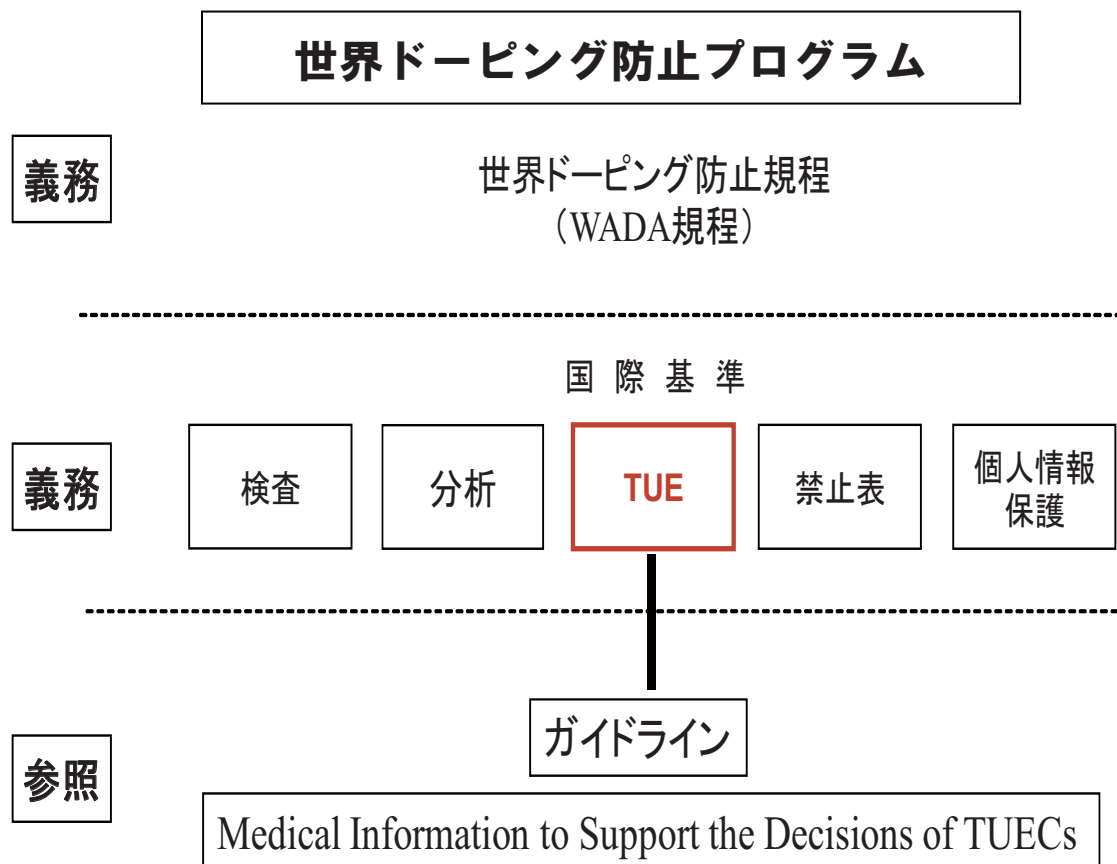 世界ドーピング防止プログラム
義務
世界ドーピング防止規程
（WADA規程）
国際基準
義務
検査
分析
TUE
禁止表
個人情報
保護
ガイドライン
参照
Medical Information to Support the Decisions of TUECs